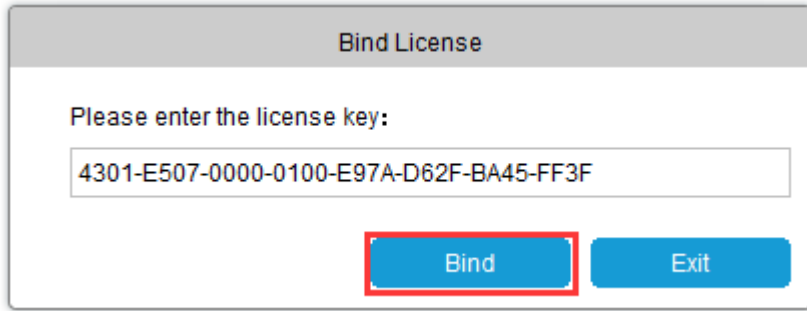 Bind License
Please enter the license key:
4301-E507-0000-0100-E97A-D62F-BA45-FF3F
Bind Exit